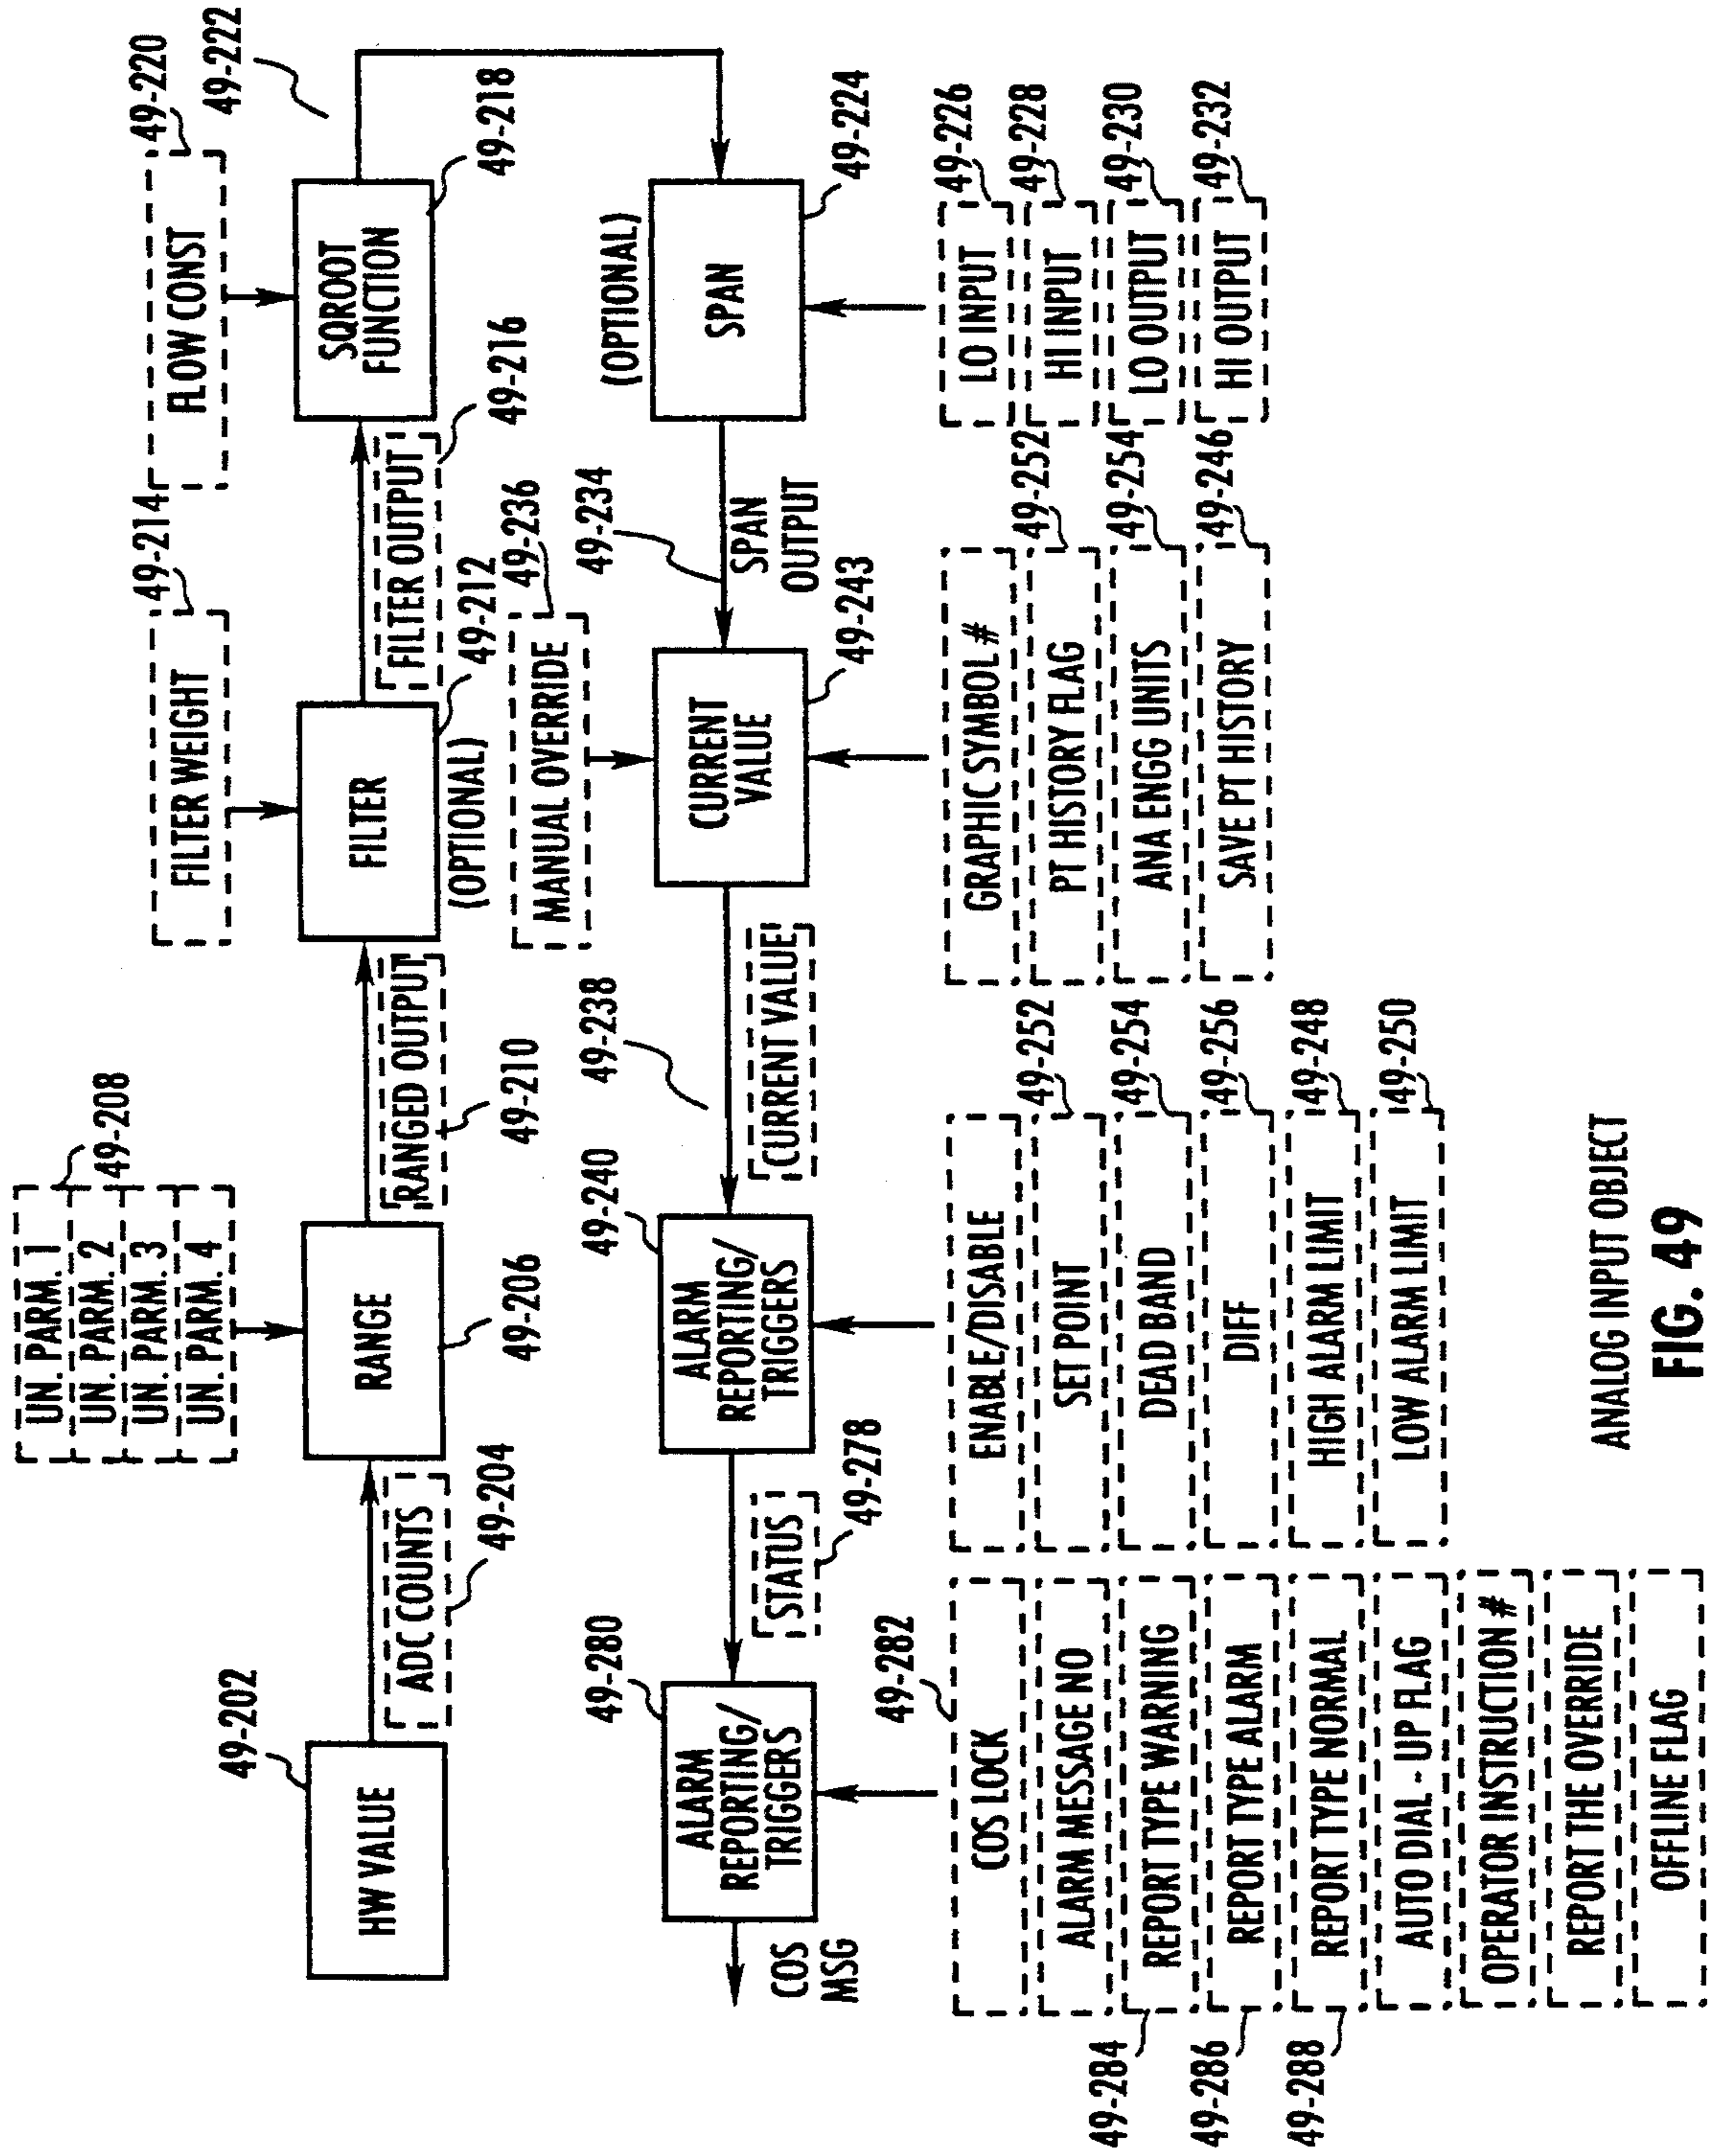 UN. PARM. 1
UN. PARM. 2
UN. PARM. 3
UN. PARM. 4
49-208
FILTER WEIGHT
49-214
FLOW CONST
49-220
49-222
49-202
HW VALUE
ADC COUNTS
49-204
RANGE
49-206
RANGED OUTPUT
49-210
FILTER
(OPTIONAL)
49-212
FILTER OUTPUT
49-216
SQROOT
FUNCTION
49-218
49-280
ALARM
REPORTING/
TRIGGERS
COS
MSG
STATUS
49-278
49-240
ALARM
REPORTING/
TRIGGERS
49-238
CURRENT VALUE
MANUAL OVERRIDE
49-236
CURRENT
VALUE
49-243
49-234
SPAN
OUTPUT
(OPTIONAL)
SPAN
49-224
49-282
COS LOCK
ALARM MESSAGE NO
49-284
REPORT TYPE WARNING
49-286
REPORT TYPE ALARM
49-288
REPORT TYPE NORMAL
AUTO DIAL - UP FLAG
OPERATOR INSTRUCTION #
REPORT THE OVERRIDE
OFFLINE FLAG
ENABLE/DISABLE
SET POINT
49-252
DEAD BAND
49-254
DIFF
49-256
HIGH ALARM LIMIT
49-248
LOW ALARM LIMIT
49-250
GRAPHIC SYMBOL #
PT HISTORY FLAG
49-252
ANA ENGG UNITS
49-254
SAVE PT HISTORY
49-246
LO INPUT
49-226
HI INPUT
49-228
LO OUTPUT
49-230
HI OUTPUT
49-232
ANALOG INPUT OBJECT
FIG. 49